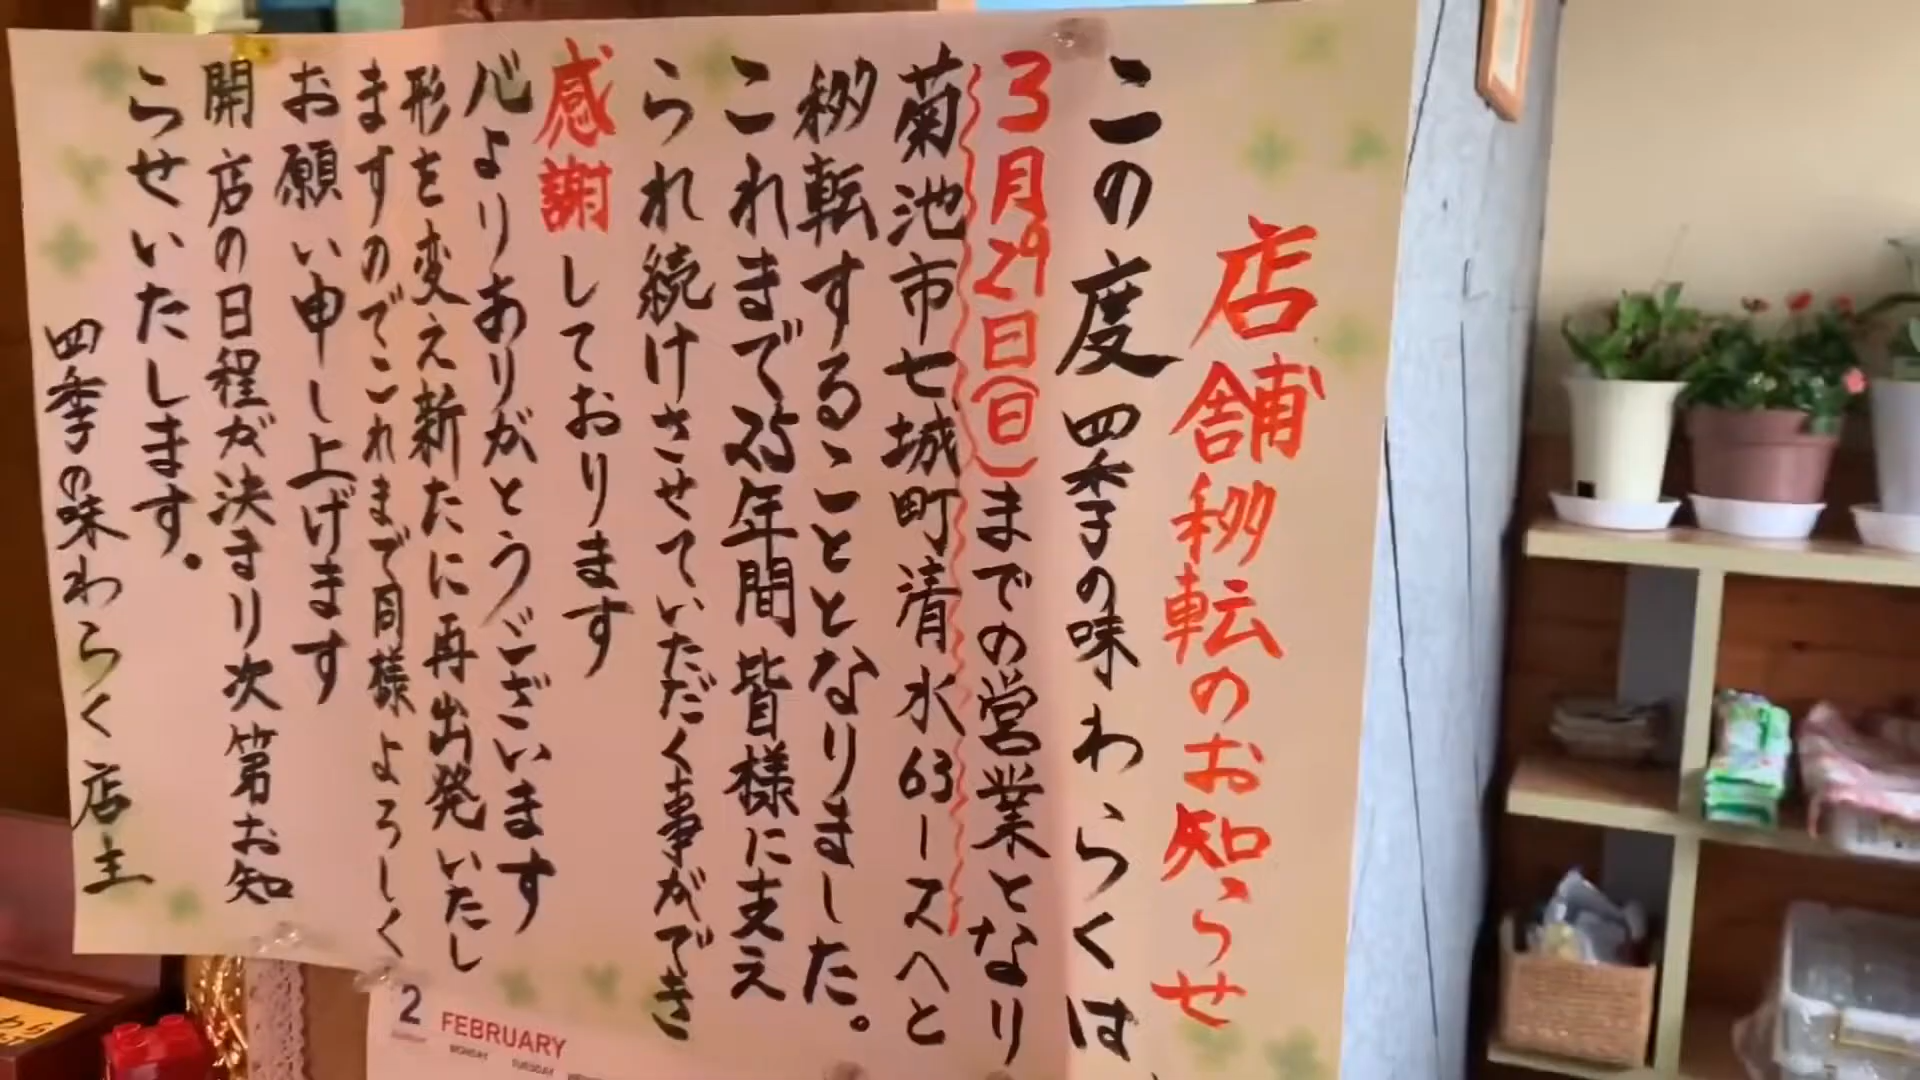 店舗移転のお知らせ
この度四季の味わらくは、
3月29日(日)までの営業となり
菊池市七城町清水63ースへと
移転することとなりました。
これまで25年間皆様に支え
られ続けさせていただく事ができ
感謝しております
心よりありがとうございます
形を変え新たに再出発いたし
ますのでこれまで同様よろしく
お願い申し上げます
開店の日程が決まり次第お知
らせいたします。
四季の味わらく店主
2
FEBRUARY
MONDAY
TUESDAY